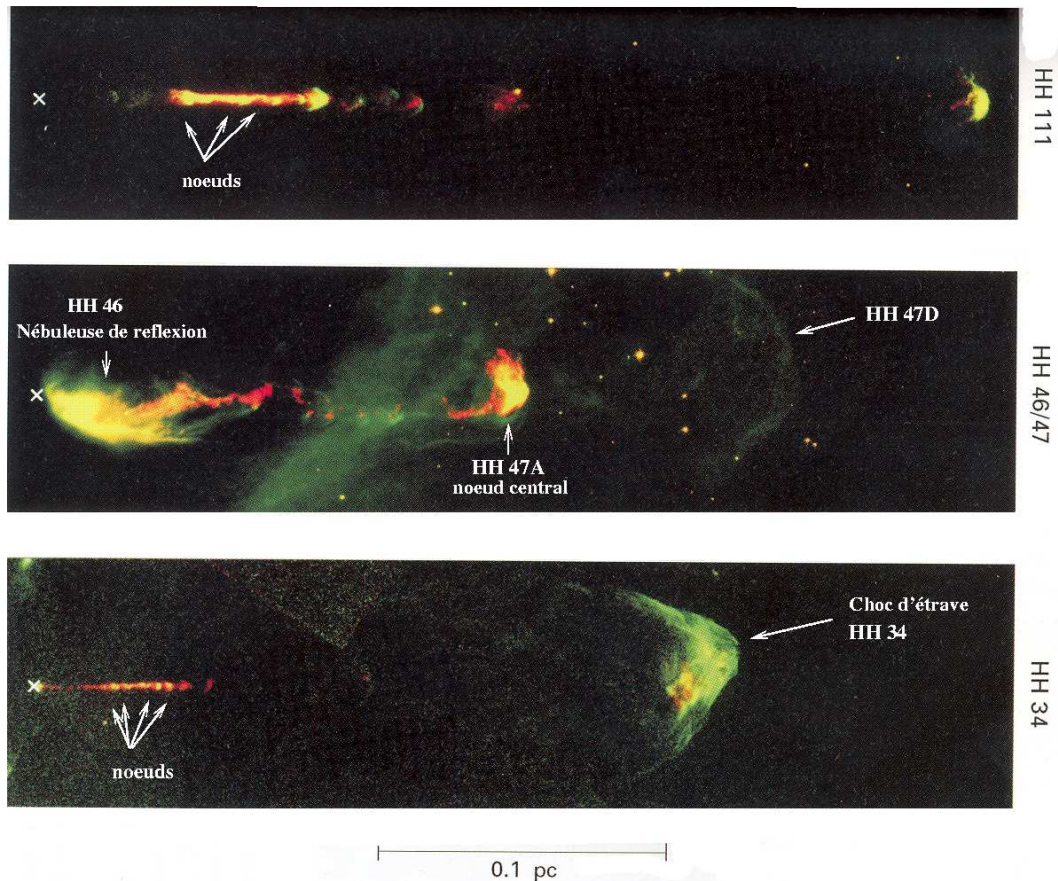 HH 111
noeuds
HH 46
Nébuleuse de reflexion
HH 47D
HH 47A
noeud central
HH 46/47
Choc d'étrave
HH 34
noeuds
HH 34
0.1 pc